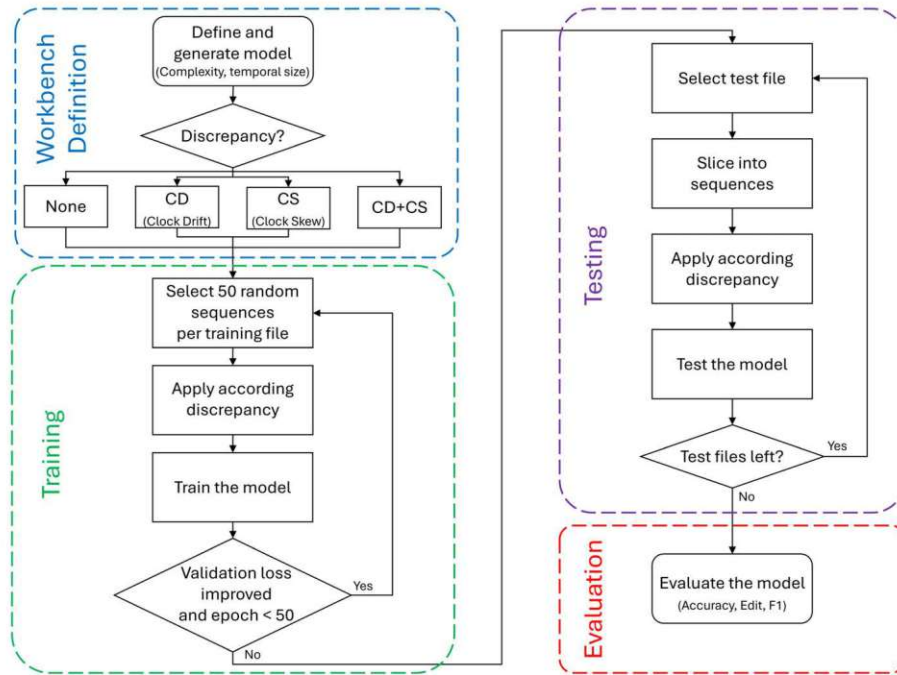 Workbench
Definition
Define and
generate model
(Complexity, temporal size)
Discrepancy?
None
CD
(Clock Drift)
CS
(Clock Skew)
CD+CS
Training
Select 50 random
sequences
per training file
Apply according
discrepancy
Train the model
Validation loss
improved
and epoch < 50
Yes
No
Testing
Select test file
Slice into
sequences
Apply according
discrepancy
Test the model
Test files left?
Yes
No
Evaluation
Evaluate the model
(Accuracy, Edit, F1)